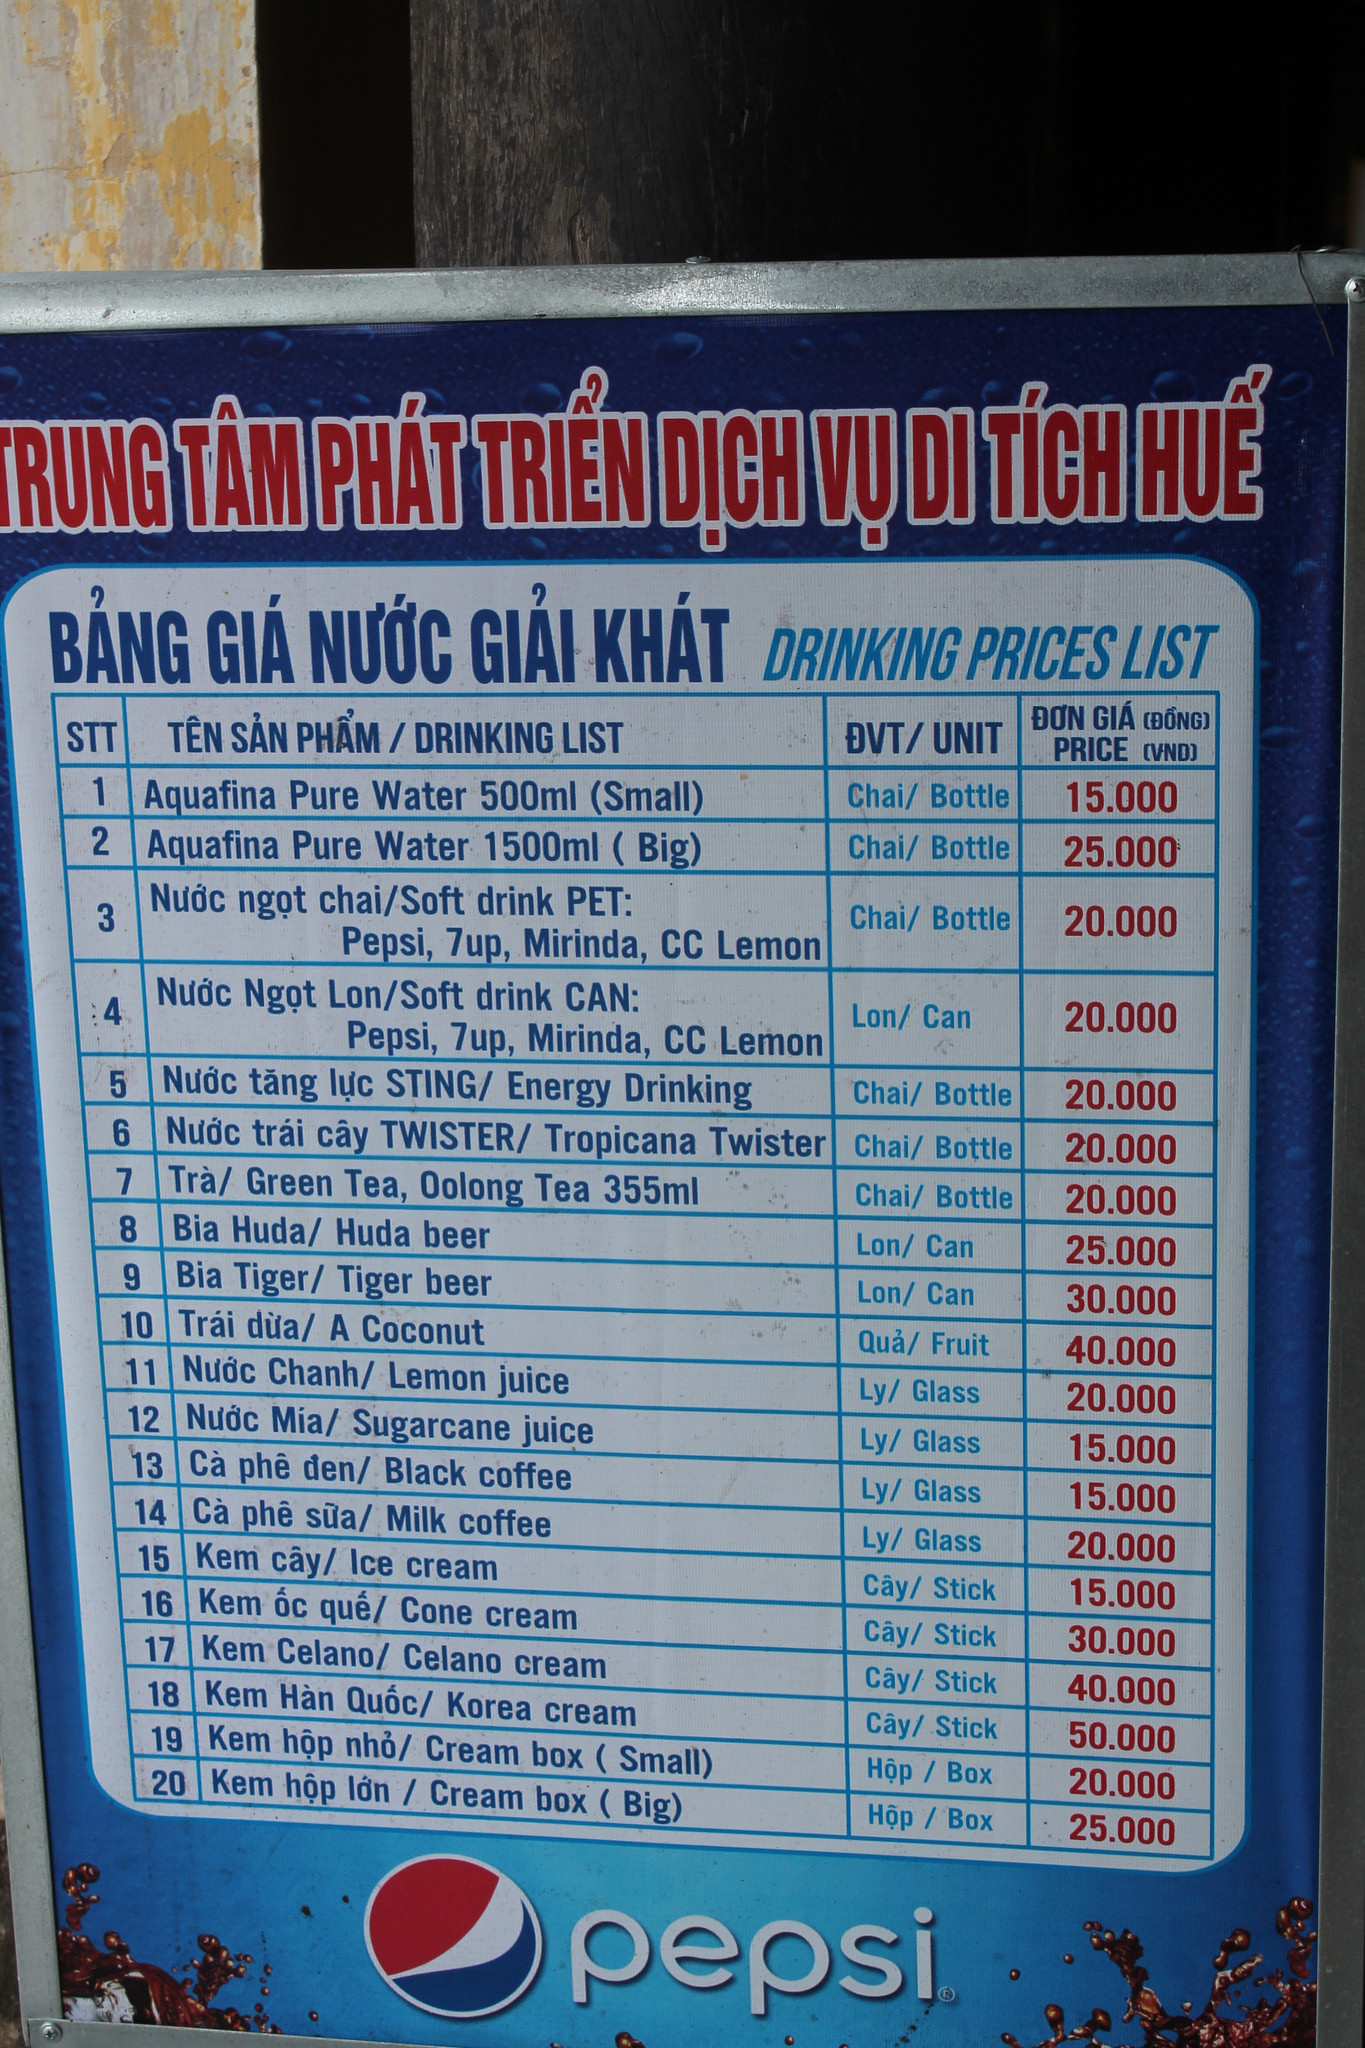 TRUNG TÂM PHÁT TRIỂN DỊCH VỤ DI TÍCH HUẾ
BẢNG GIÁ NƯỚC GIẢI KHÁT DRINKING PRICES LIST
STT TÊN SẢN PHẨM / DRINKING LIST ĐVT/ UNIT ĐƠN GIÁ (ĐỒNG)
PRICE (VND)
1 Aquafina Pure Water 500ml (Small) Chai/ Bottle 15.000
2 Aquafina Pure Water 1500ml ( Big) Chai/ Bottle 25.000
3 Nước ngọt chai/Soft drink PET:
Pepsi, 7up, Mirinda, CC Lemon Chai/ Bottle 20.000
4 Nước Ngọt Lon/Soft drink CAN:
Pepsi, 7up, Mirinda, CC Lemon Lon/ Can 20.000
5 Nước tăng lực STING/ Energy Drinking Chai/ Bottle 20.000
6 Nước trái cây TWISTER/ Tropicana Twister Chai/ Bottle 20.000
7 Trà/ Green Tea, Oolong Tea 355ml Chai/ Bottle 20.000
8 Bia Huda/ Huda beer Lon/ Can 25.000
9 Bia Tiger/ Tiger beer Lon/ Can 30.000
10 Trái dừa/ A Coconut Quả/ Fruit 40.000
11 Nước Chanh/ Lemon juice Ly/ Glass 20.000
12 Nước Mía/ Sugarcane juice Ly/ Glass 15.000
13 Cà phê đen/ Black coffee Ly/ Glass 15.000
14 Cà phê sữa/ Milk coffee Ly/ Glass 20.000
15 Kem cây/ Ice cream Cây/ Stick 15.000
16 Kem ốc quế/ Cone cream Cây/ Stick 30.000
17 Kem Celano/ Celano cream Cây/ Stick 40.000
18 Kem Hàn Quốc/ Korea cream Cây/ Stick 50.000
19 Kem hộp nhỏ/ Cream box ( Small) Hộp / Box 20.000
20 Kem hộp lớn / Cream box ( Big) Hộp / Box 25.000
pepsi®